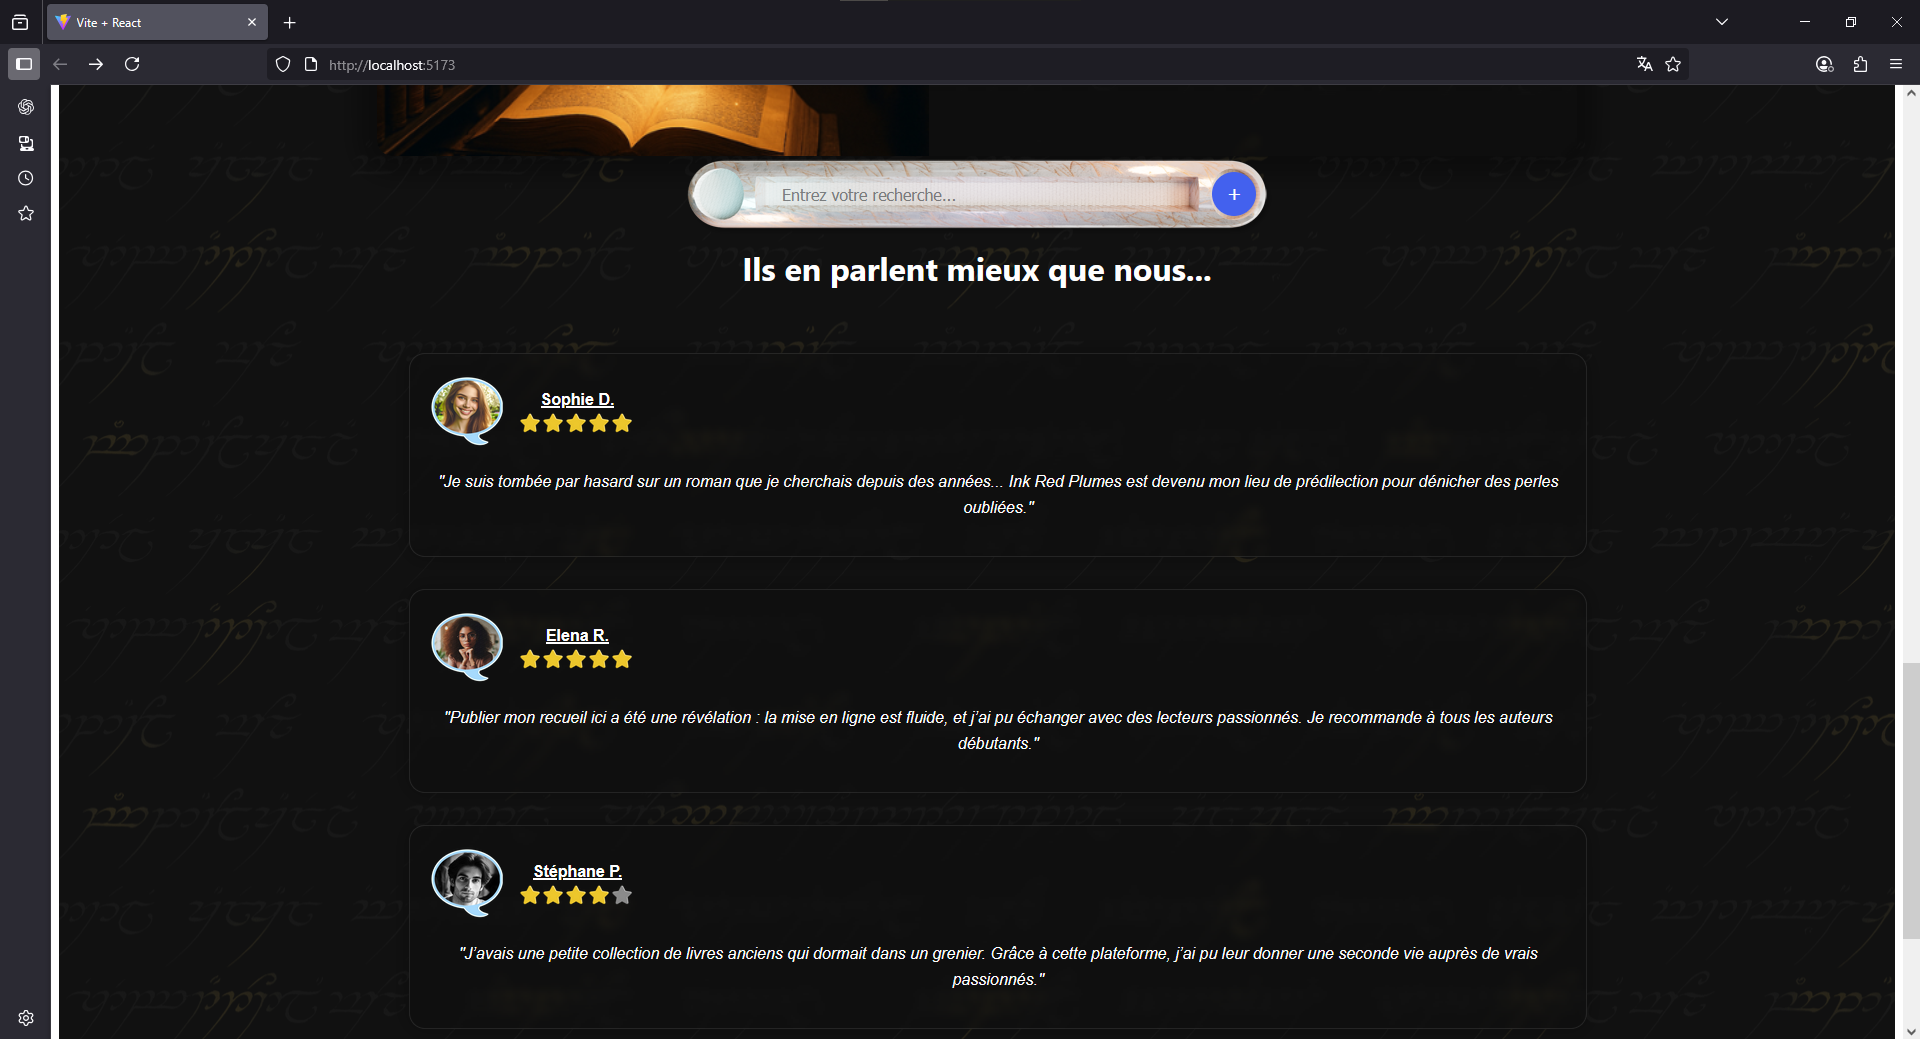 Vite + React
http://localhost:5173
Entrez votre recherche...
+
Ils en parlent mieux que nous...
Sophie D.
"Je suis tombée par hasard sur un roman que je cherchais depuis des années... Ink Red Plumes est devenu mon lieu de prédilection pour dénicher des perles
oubliées."
Elena R.
"Publier mon recueil ici a été une révélation : la mise en ligne est fluide, et j’ai pu échanger avec des lecteurs passionnés. Je recommande à tous les auteurs
débutants."
Stéphane P.
"J’avais une petite collection de livres anciens qui dormait dans un grenier. Grâce à cette plateforme, j’ai pu leur donner une seconde vie auprès de vrais
passionnés."